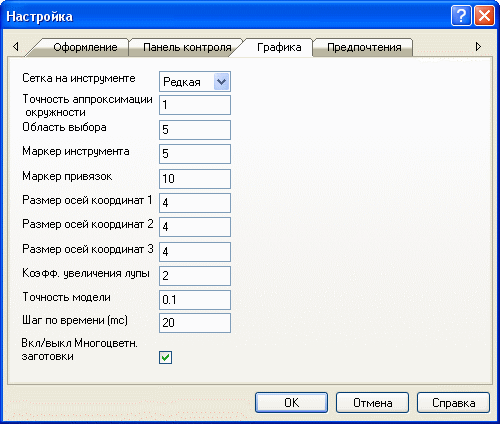 Настройка
Оформление
Панель контроля
Графика
Предпочтения
Сетка на инструменте
Редкая
Точность аппроксимации
окружности
1
Область выбора
5
Маркер инструмента
5
Маркер привязок
10
Размер осей координат 1
4
Размер осей координат 2
4
Размер осей координат 3
4
Коэфф. увеличения лупы
2
Точность модели
0.1
Шаг по времени (mc)
20
Вкл/выкл Многоцветн.
заготовки
OK
Отмена
Справка